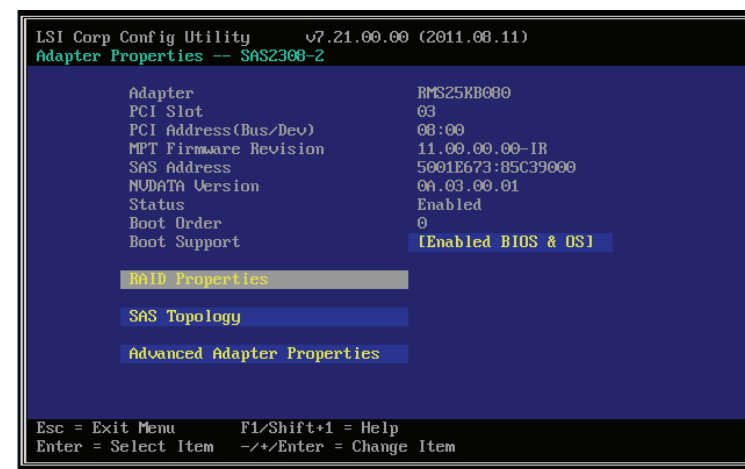 LSI Corp Config Utility v7.21.00.00 (2011.08.11)
Adapter Properties -- SAS2308-2
Adapter RMS25KB080
PCI Slot 03
PCI Address(Bus/Dev) 08:00
MPT Firmware Revision 11.00.00.00-IR
SAS Address 5001E673:85C39000
NVDATA Version 0A.03.00.01
Status Enabled
Boot Order 0
Boot Support [Enabled BIOS & OS]
RAID Properties
SAS Topology
Advanced Adapter Properties
Esc = Exit Menu F1/Shift+1 = Help
Enter = Select Item -/+/Enter = Change Item